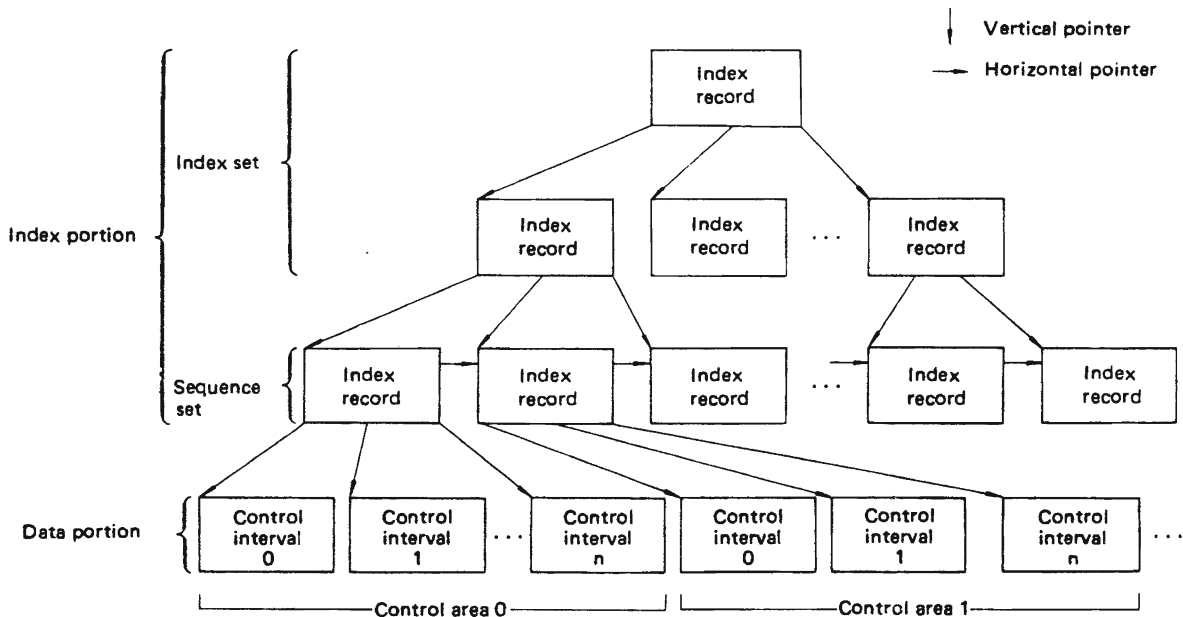 Vertical pointer
Horizontal pointer
Index
record
Index set
Index portion
Index
record
Index
record
...
Index
record
Sequence
set
Index
record
Index
record
Index
record
...
Index
record
Index
record
Data portion
Control
interval
0
Control
interval
1
...
Control
interval
n
Control
interval
0
Control
interval
1
...
Control
interval
n
...
Control area 0
Control area 1